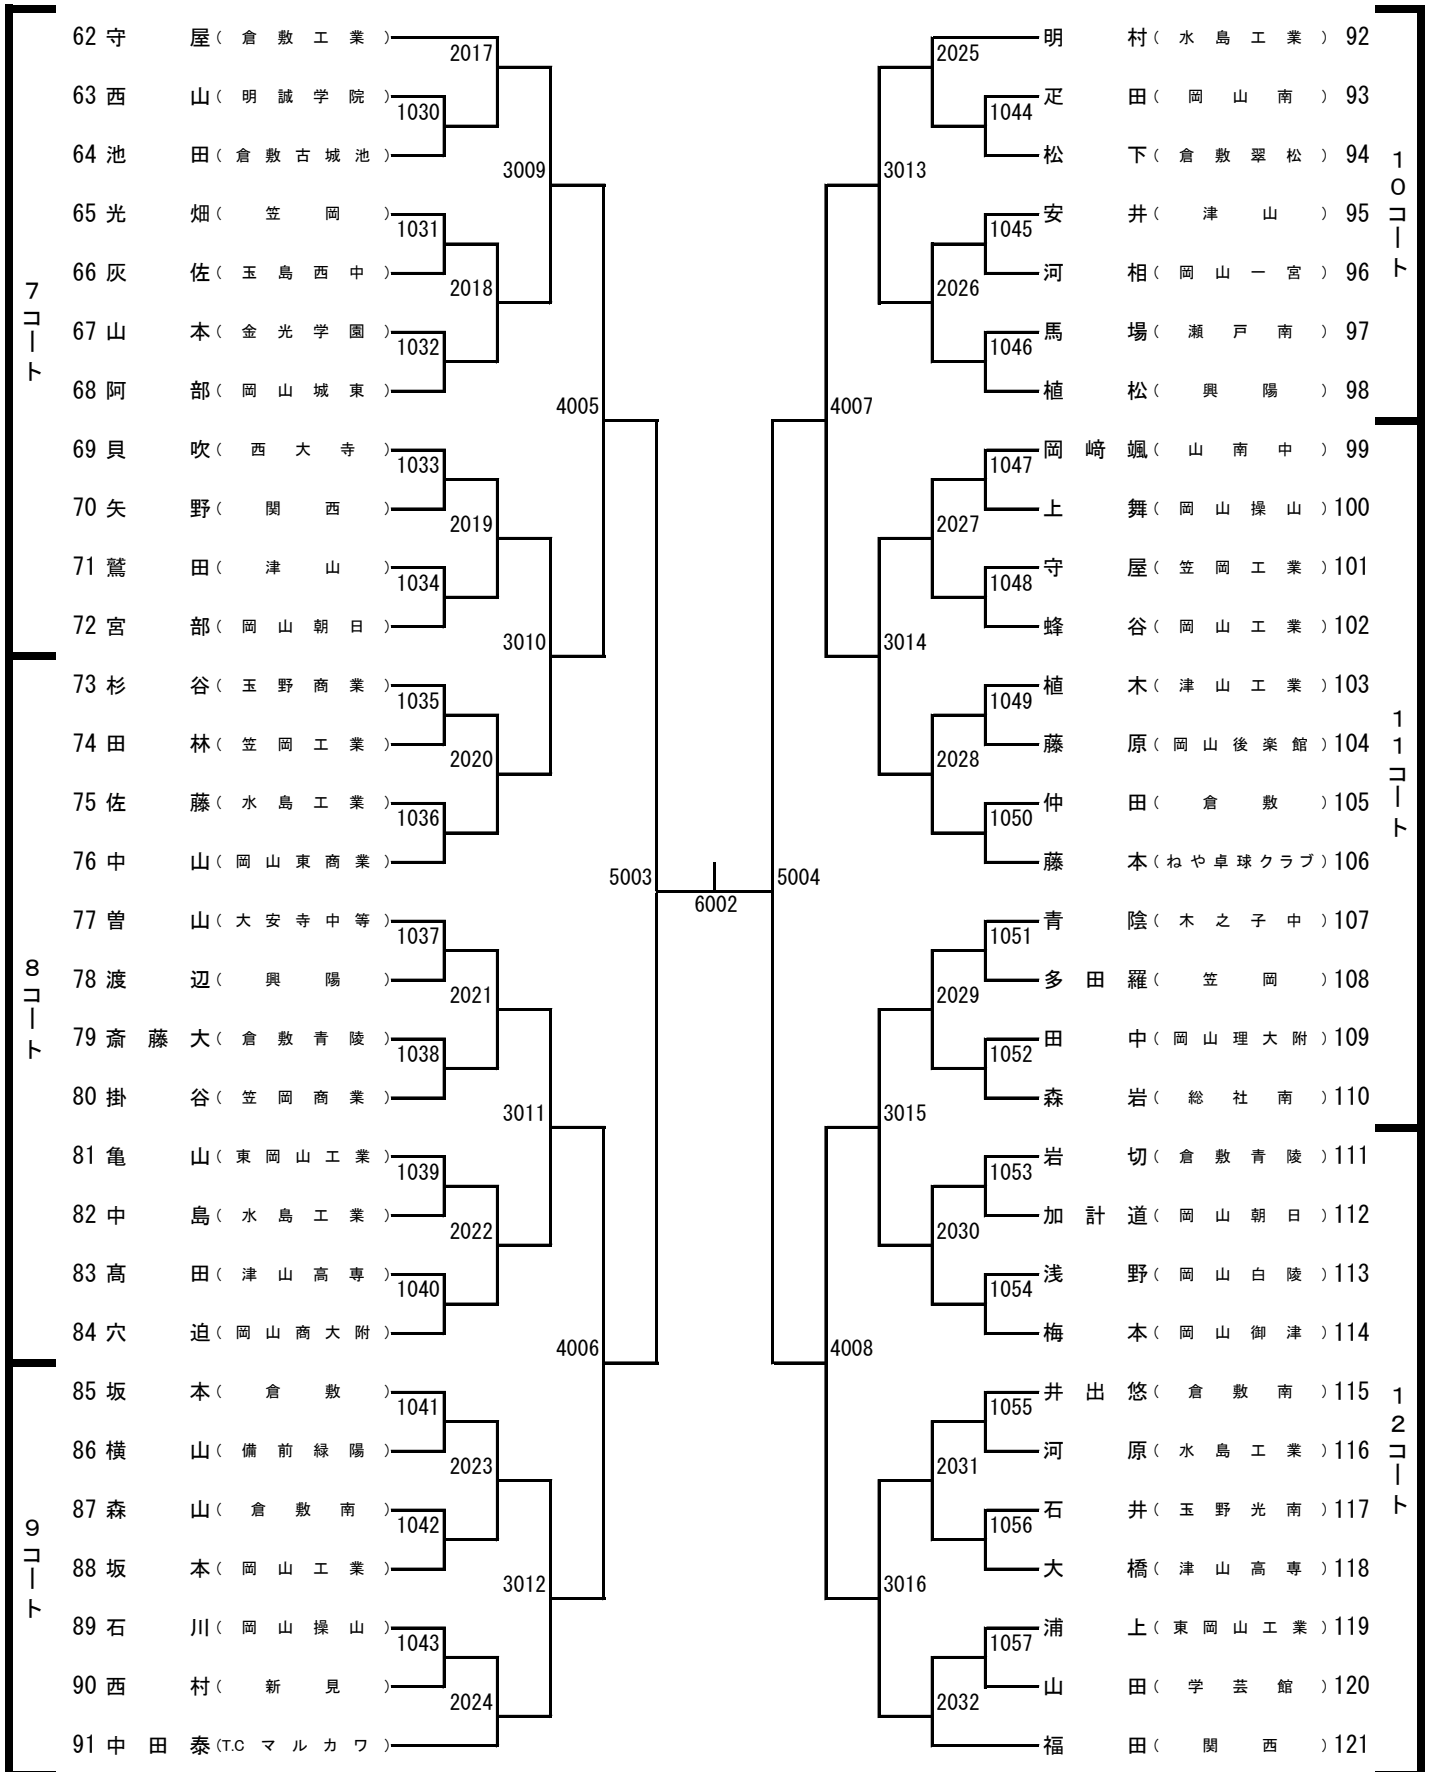 7コート
62 守屋(倉敷工業)
2017
63 西山(明誠学院)
1030
64 池田(倉敷古城池)
3009
65 光畑(笠岡)
1031
66 灰佐(玉島西中)
2018
67 山本(金光学園)
1032
68 阿部(岡山城東)
4005
69 貝吹(西大寺)
1033
70 矢野(関西)
2019
71 鷲田(津山)
1034
72 宮部(岡山朝日)
3010
8コート
73 杉谷(玉野商業)
1035
74 田林(笠岡工業)
2020
75 佐藤(水島工業)
1036
76 中山(岡山東商業)
5003
77 曽山(大安寺中等)
1037
78 渡辺(興陽)
2021
79 斎藤大(倉敷青陵)
1038
80 掛谷(笠岡商業)
3011
81 亀山(東岡山工業)
1039
82 中島(水島工業)
2022
83 髙田(津山高専)
1040
84 穴迫(岡山商大附)
4006
9コート
85 坂本(倉敷)
1041
86 横山(備前緑陽)
2023
87 森山(倉敷南)
1042
88 坂本(岡山工業)
3012
89 石川(岡山操山)
1043
90 西村(新見)
2024
91 中田泰(T.Cマルカワ)
6002
10コート
明村(水島工業) 92
2025
疋田(岡山南) 93
1044
松下(倉敷翠松) 94
3013
安井(津山) 95
1045
河相(岡山一宮) 96
2026
馬場(瀬戸南) 97
1046
植松(興陽) 98
4007
11コート
岡﨑颯(山南中) 99
1047
上舞(岡山操山) 100
2027
守屋(笠岡工業) 101
1048
蜂谷(岡山工業) 102
3014
植木(津山工業) 103
1049
藤原(岡山後楽館) 104
2028
仲田(倉敷) 105
1050
藤本(ねや卓球クラブ) 106
5004
青陰(木之子中) 107
1051
多田羅(笠岡) 108
2029
田中(岡山理大附) 109
1052
森岩(総社南) 110
3015
12コート
岩切(倉敷青陵) 111
1053
加計道(岡山朝日) 112
2030
浅野(岡山白陵) 113
1054
梅本(岡山御津) 114
4008
井出悠(倉敷南) 115
1055
河原(水島工業) 116
2031
石井(玉野光南) 117
1056
大橋(津山高専) 118
3016
浦上(東岡山工業) 119
1057
山田(学芸館) 120
2032
福田(関西) 121